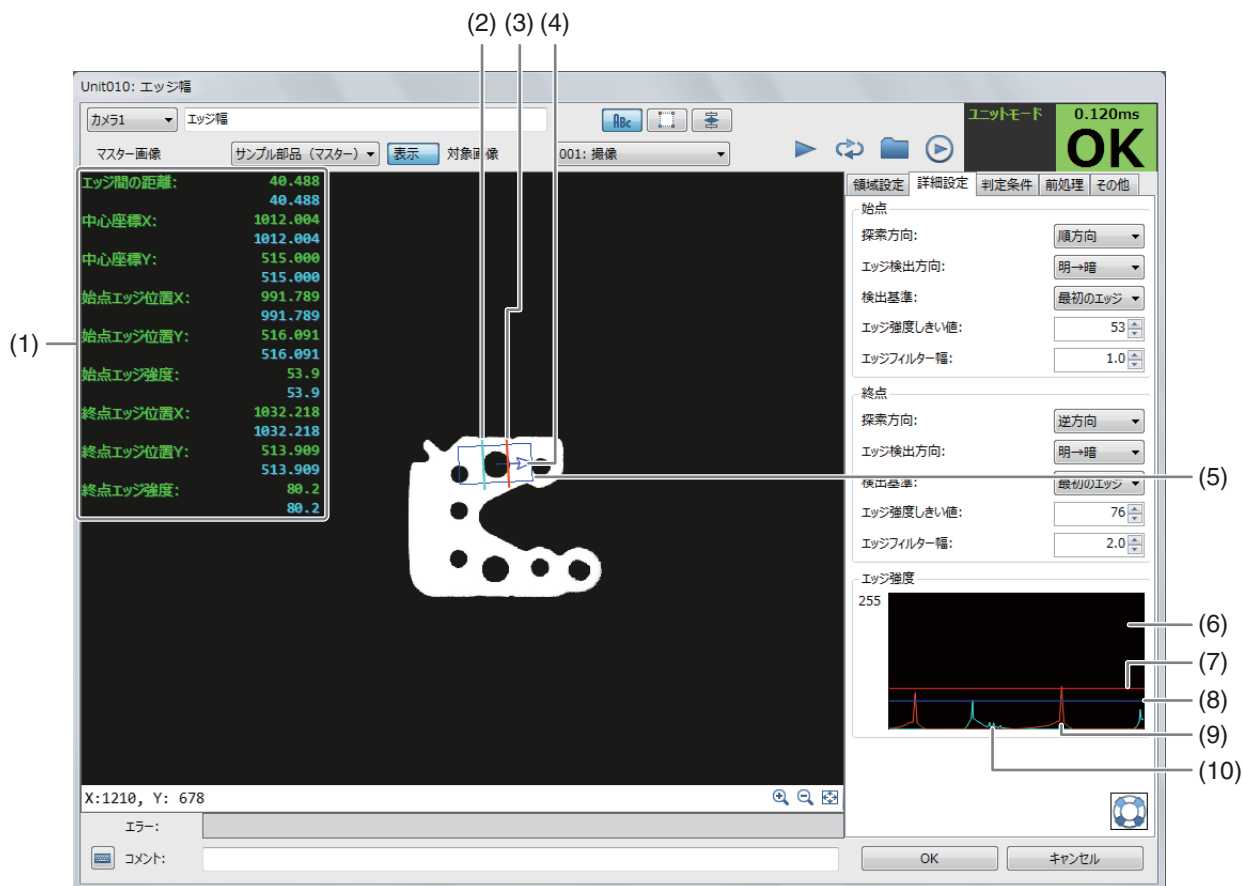 (2) (3) (4)
Unit010: エッジ幅
カメラ1 エッジ幅 ABC
ユニットモード 0.120ms
OK
マスター画像 サンプル部品（マスター） 表示 対象画像 001: 撮像
エッジ間の距離: 40.488
40.488
中心座標X: 1012.004
1012.004
中心座標Y: 515.000
515.000
始点エッジ位置X: 991.789
991.789
始点エッジ位置Y: 516.091
516.091
始点エッジ強度: 53.9
53.9
終点エッジ位置X: 1032.218
1032.218
終点エッジ位置Y: 513.909
513.909
終点エッジ強度: 80.2
80.2
(1)
領域設定 詳細設定 判定条件 前処理 その他
始点
探索方向: 順方向
エッジ検出方向: 明→暗
検出基準: 最初のエッジ
エッジ強度しきい値: 53
エッジフィルター幅: 1.0
終点
探索方向: 逆方向
エッジ検出方向: 明→暗
検出基準: 最初のエッジ
エッジ強度しきい値: 76
エッジフィルター幅: 2.0
エッジ強度
255
(5)
(6)
(7)
(8)
(9)
(10)
X:1210, Y: 678
エラー:
コメント:
OK キャンセル